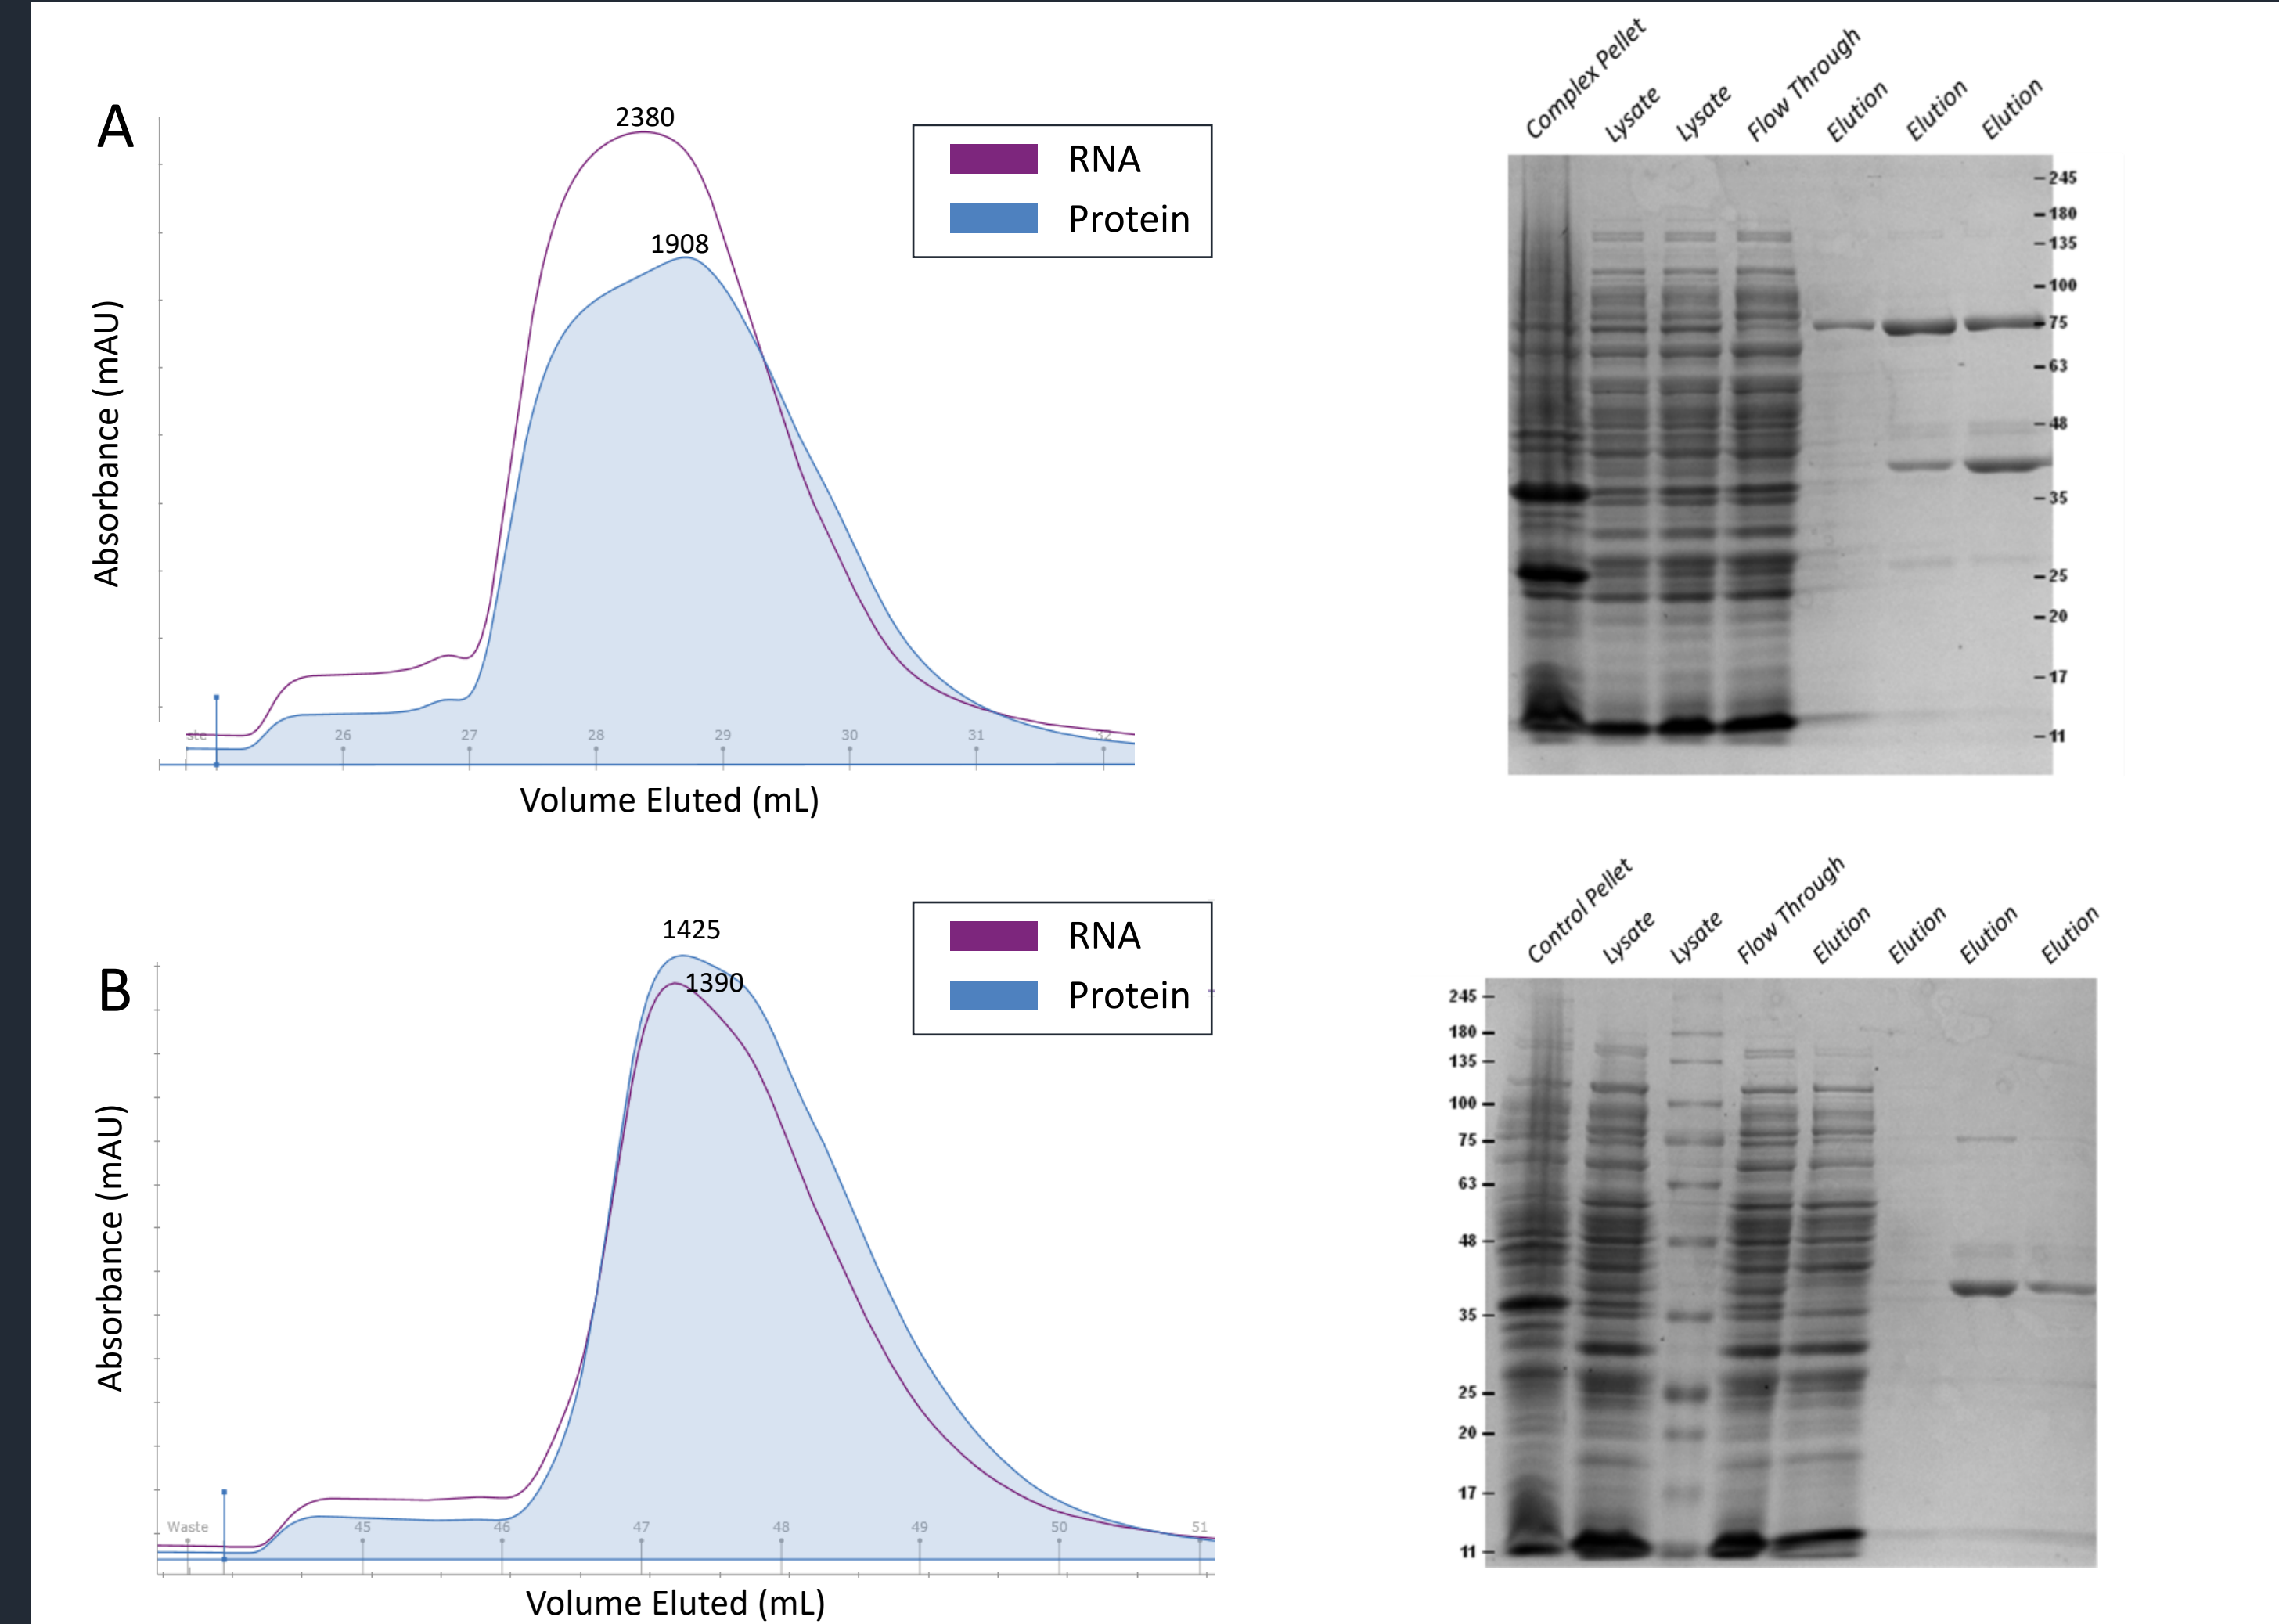 A
2380
1908
RNA
Protein
Absorbance (mAU)
26
27
28
29
30
31
32
Volume Eluted (mL)
Complex Pellet
Lysate
Lysate
Flow Through
Elution
Elution
Elution
245
180
135
100
75
63
48
35
25
20
17
11
B
1425
1390
RNA
Protein
Absorbance (mAU)
Waste
45
46
47
48
49
50
51
Volume Eluted (mL)
Control Pellet
Lysate
Lysate
Flow Through
Elution
Elution
Elution
Elution
245
180
135
100
75
63
48
35
25
20
17
11